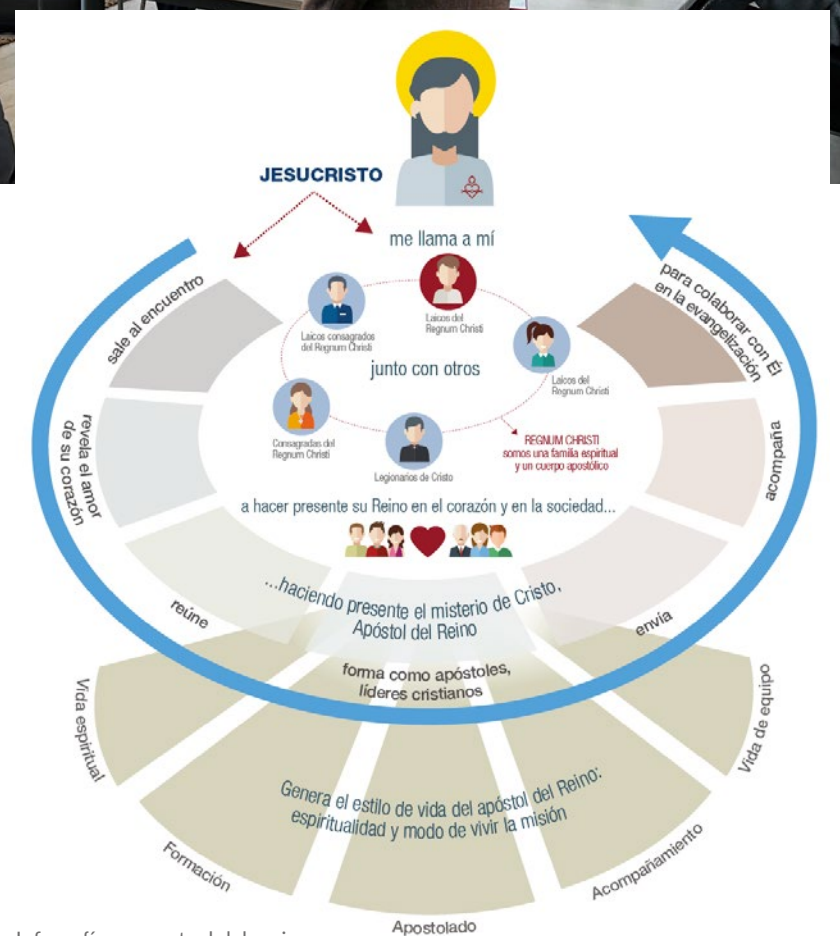 JESUCRISTO
me llama a mí
sale al encuentro
revela el amor
de su corazón
reúne
Laicos consagrados
del Regnum Christi
Laicos del
Regnum Christi
Laicos del
Regnum Christi
junto con otros
Consagradas del
Regnum Christi
Legionarios de Cristo
REGNUM CHRISTI
somos una familia espiritual
y un cuerpo apostólico
a hacer presente su Reino en el corazón y en la sociedad...
...haciendo presente el misterio de Cristo,
Apóstol del Reino
forma como apóstoles,
líderes cristianos
envía
acompaña
para colaborar con Él
en la evangelización
Genera el estilo de vida del apóstol del Reino:
espiritualidad y modo de vivir la misión
Vida espiritual
Formación
Apostolado
Acompañamiento
Vida de equipo